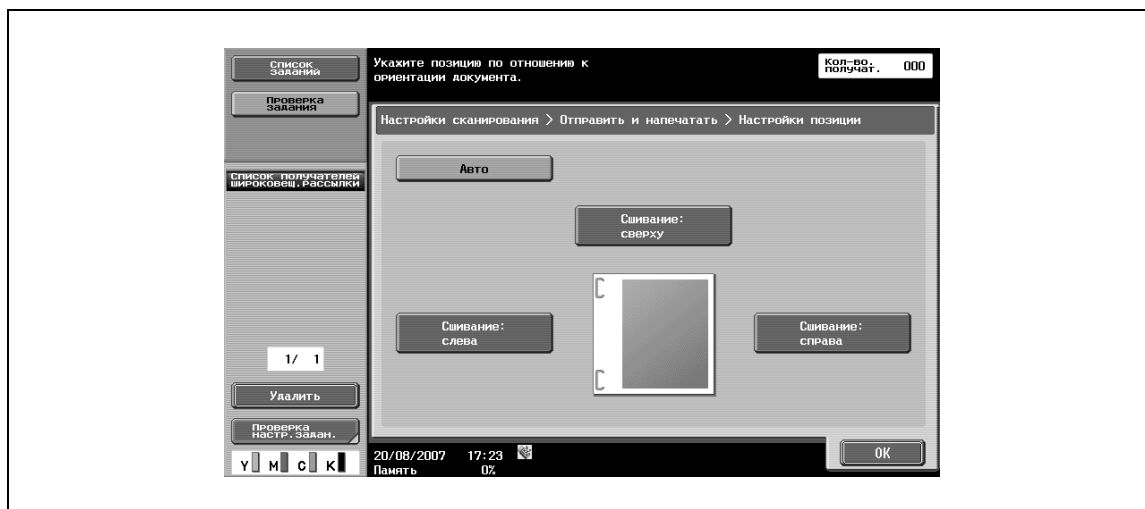 Список
заданий
Проверка
задания
Список получателей
широковещ.рассылки
1/ 1
Удалить
Проверка
настр.задан.
Y M C K
Укажите позицию по отношению к
ориентации документа.
Кол-во.
получат. 000
Настройки сканирования > Отправить и напечатать > Настройки позиции
Авто
Сшивание:
сверху
Сшивание:
слева
Сшивание:
справа
20/08/2007 17:23
Память 0%
OK